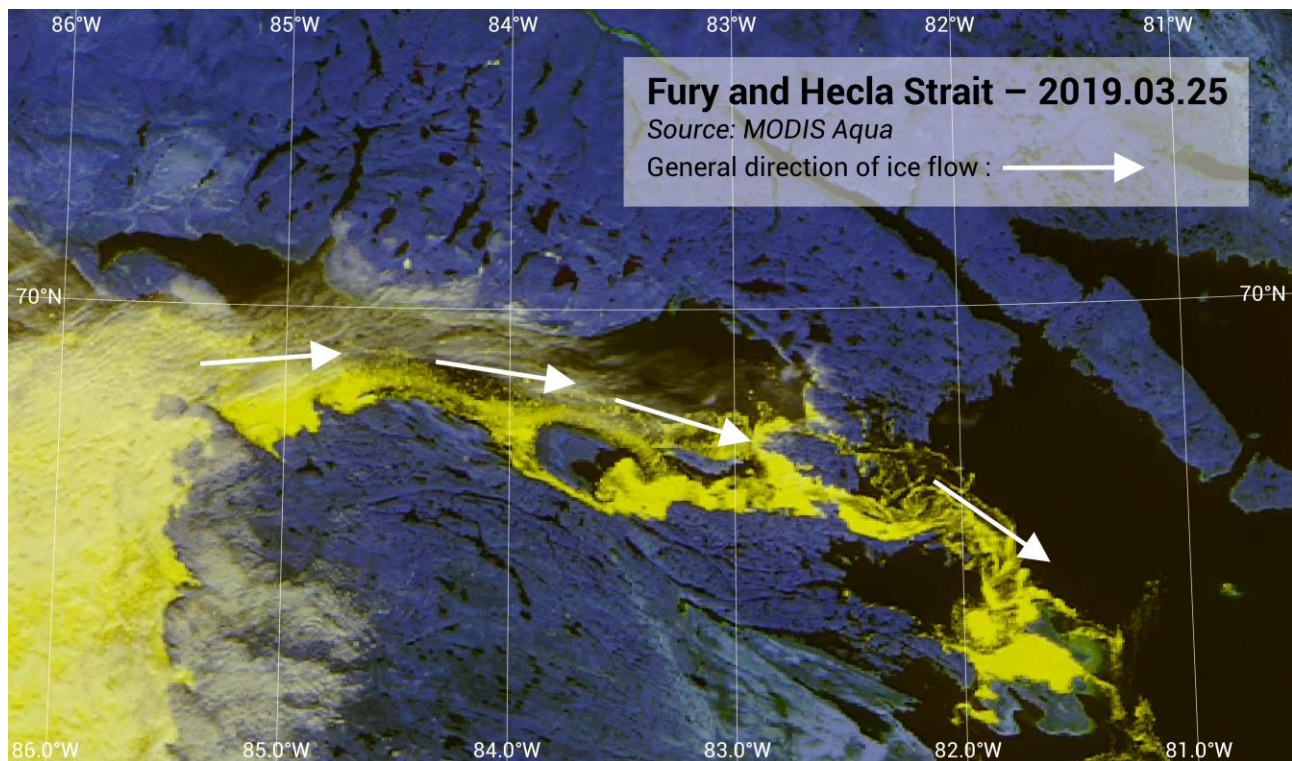 86°W 85°W 84°W 83°W 82°W 81°W
Fury and Hecla Strait – 2019.03.25
Source: MODIS Aqua
General direction of ice flow :
70°N 70°N
86.0°W 85.0°W 84.0°W 83.0°W 82.0°W 81.0°W